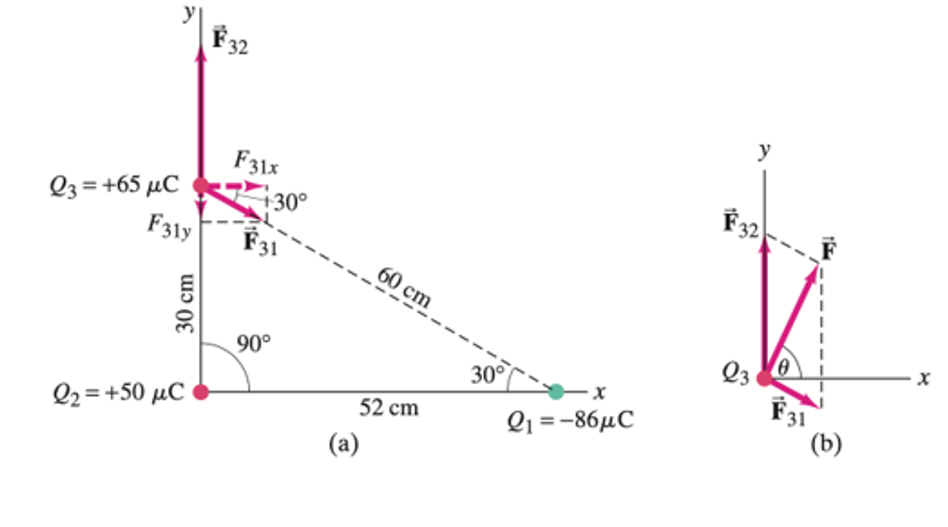 y
F⃗₃₂
F₃₁ₓ
Q₃ = +65 μC
30°
F₃₁y
F⃗₃₁
60 cm
30 cm
90°
30°
Q₂ = +50 μC
x
52 cm
Q₁ = −86μC
(a)
y
F⃗₃₂
F⃗
Q₃
θ
x
F⃗₃₁
(b)